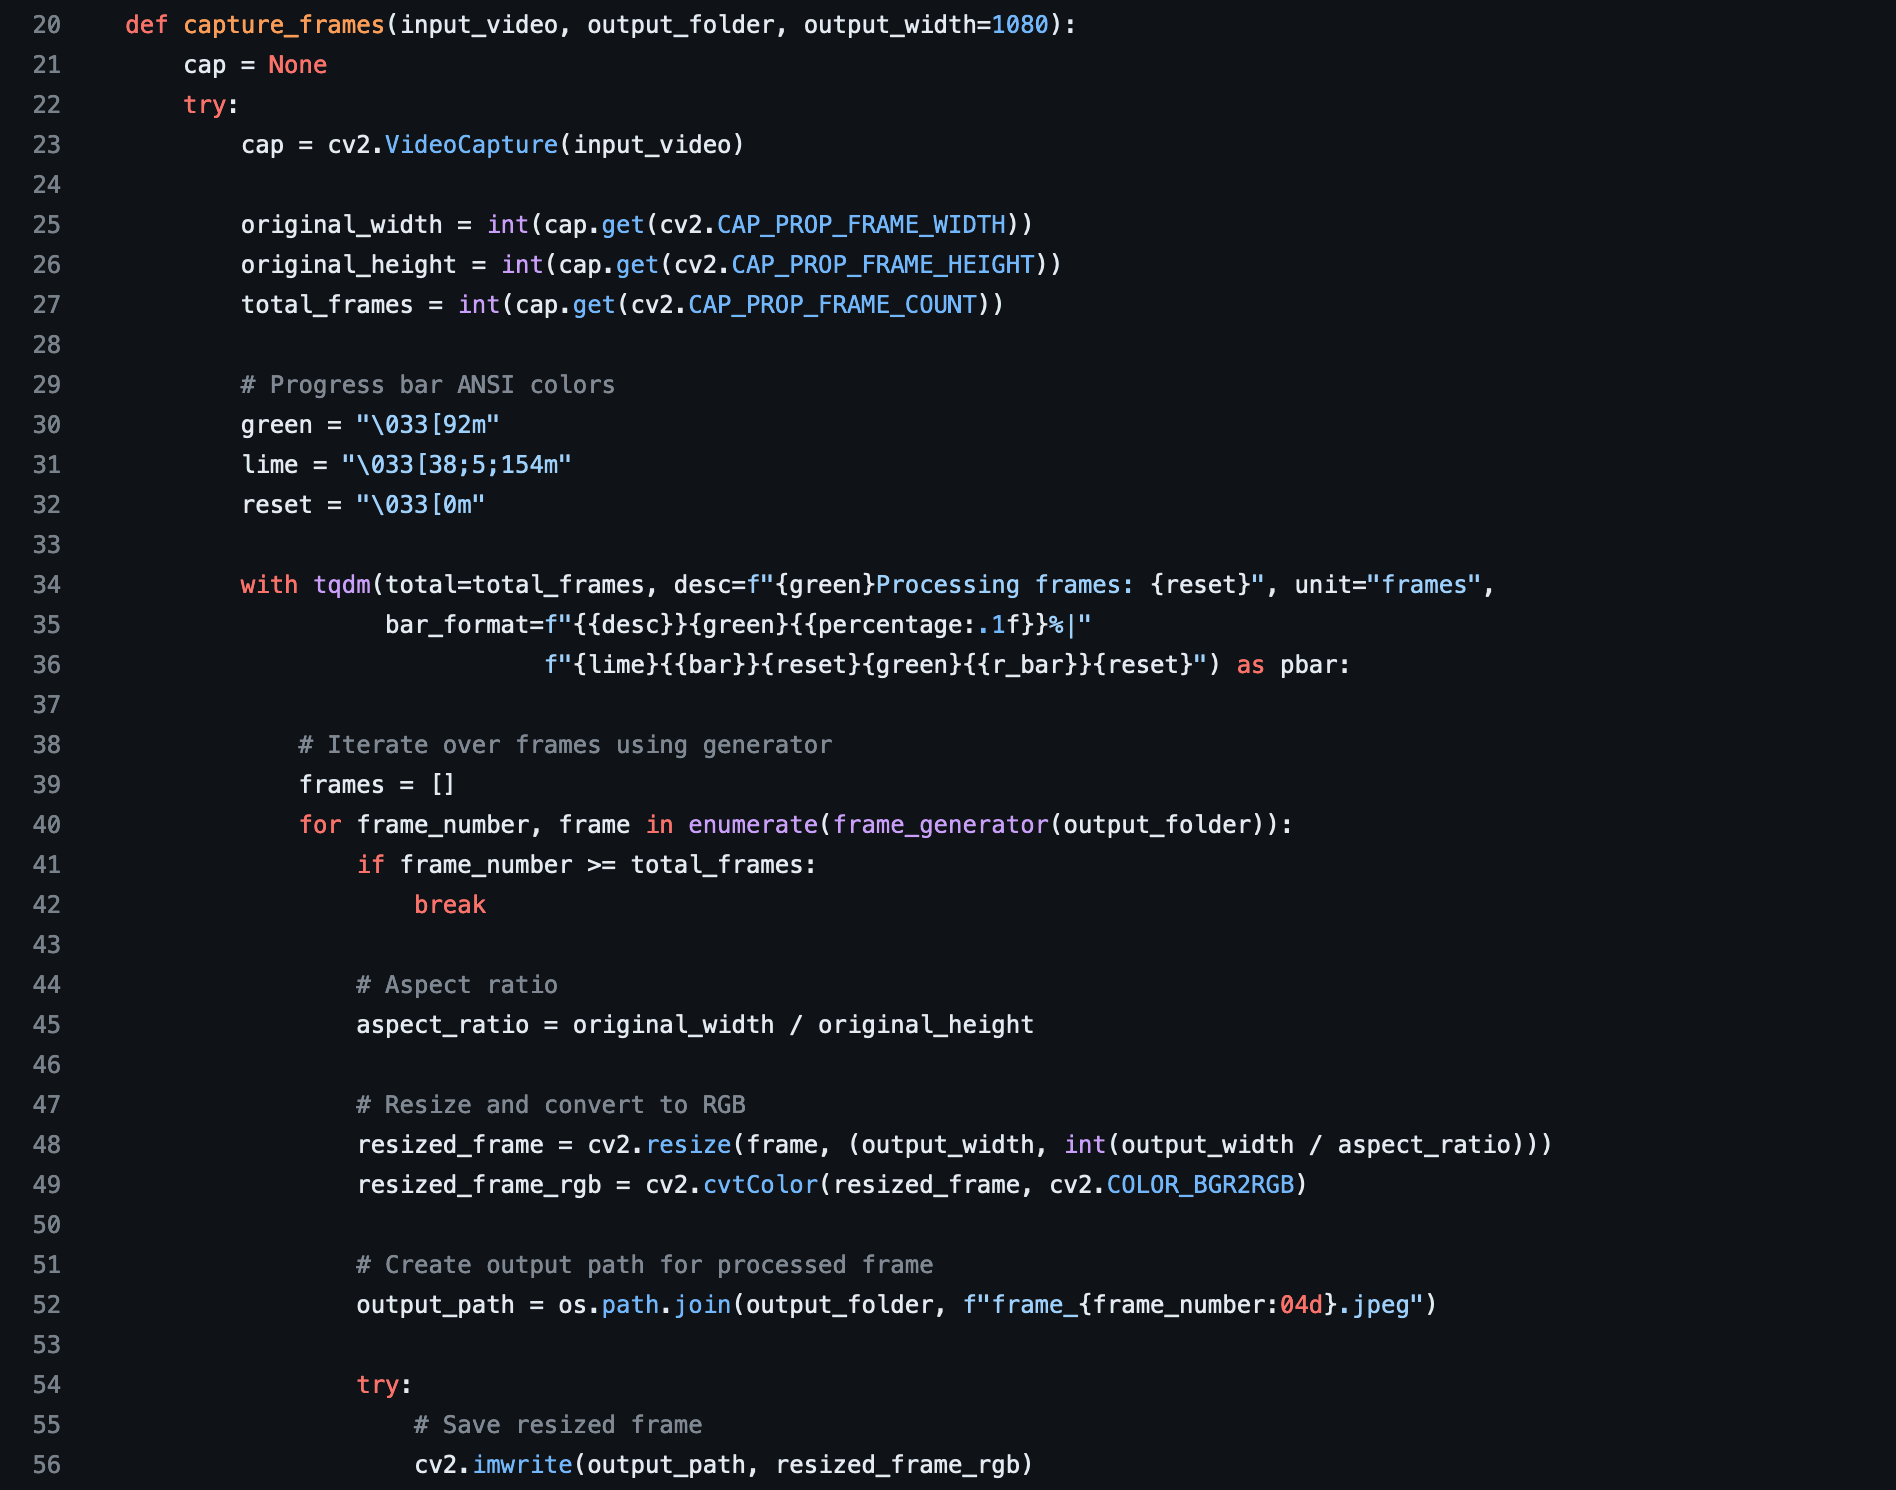 20 def capture_frames(input_video, output_folder, output_width=1080):
21     cap = None
22     try:
23         cap = cv2.VideoCapture(input_video)
24
25         original_width = int(cap.get(cv2.CAP_PROP_FRAME_WIDTH))
26         original_height = int(cap.get(cv2.CAP_PROP_FRAME_HEIGHT))
27         total_frames = int(cap.get(cv2.CAP_PROP_FRAME_COUNT))
28
29         # Progress bar ANSI colors
30         green = "\033[92m"
31         lime = "\033[38;5;154m"
32         reset = "\033[0m"
33
34         with tqdm(total=total_frames, desc=f"{green}Processing frames: {reset}", unit="frames",
35                   bar_format=f"{{desc}}{green}{{percentage:.1f}}%|"
36                              f"{lime}{{bar}}{reset}{green}{{r_bar}}{reset}") as pbar:
37
38             # Iterate over frames using generator
39             frames = []
40             for frame_number, frame in enumerate(frame_generator(output_folder)):
41                 if frame_number >= total_frames:
42                     break
43
44                 # Aspect ratio
45                 aspect_ratio = original_width / original_height
46
47                 # Resize and convert to RGB
48                 resized_frame = cv2.resize(frame, (output_width, int(output_width / aspect_ratio)))
49                 resized_frame_rgb = cv2.cvtColor(resized_frame, cv2.COLOR_BGR2RGB)
50
51                 # Create output path for processed frame
52                 output_path = os.path.join(output_folder, f"frame_{frame_number:04d}.jpeg")
53
54                 try:
55                     # Save resized frame
56                     cv2.imwrite(output_path, resized_frame_rgb)